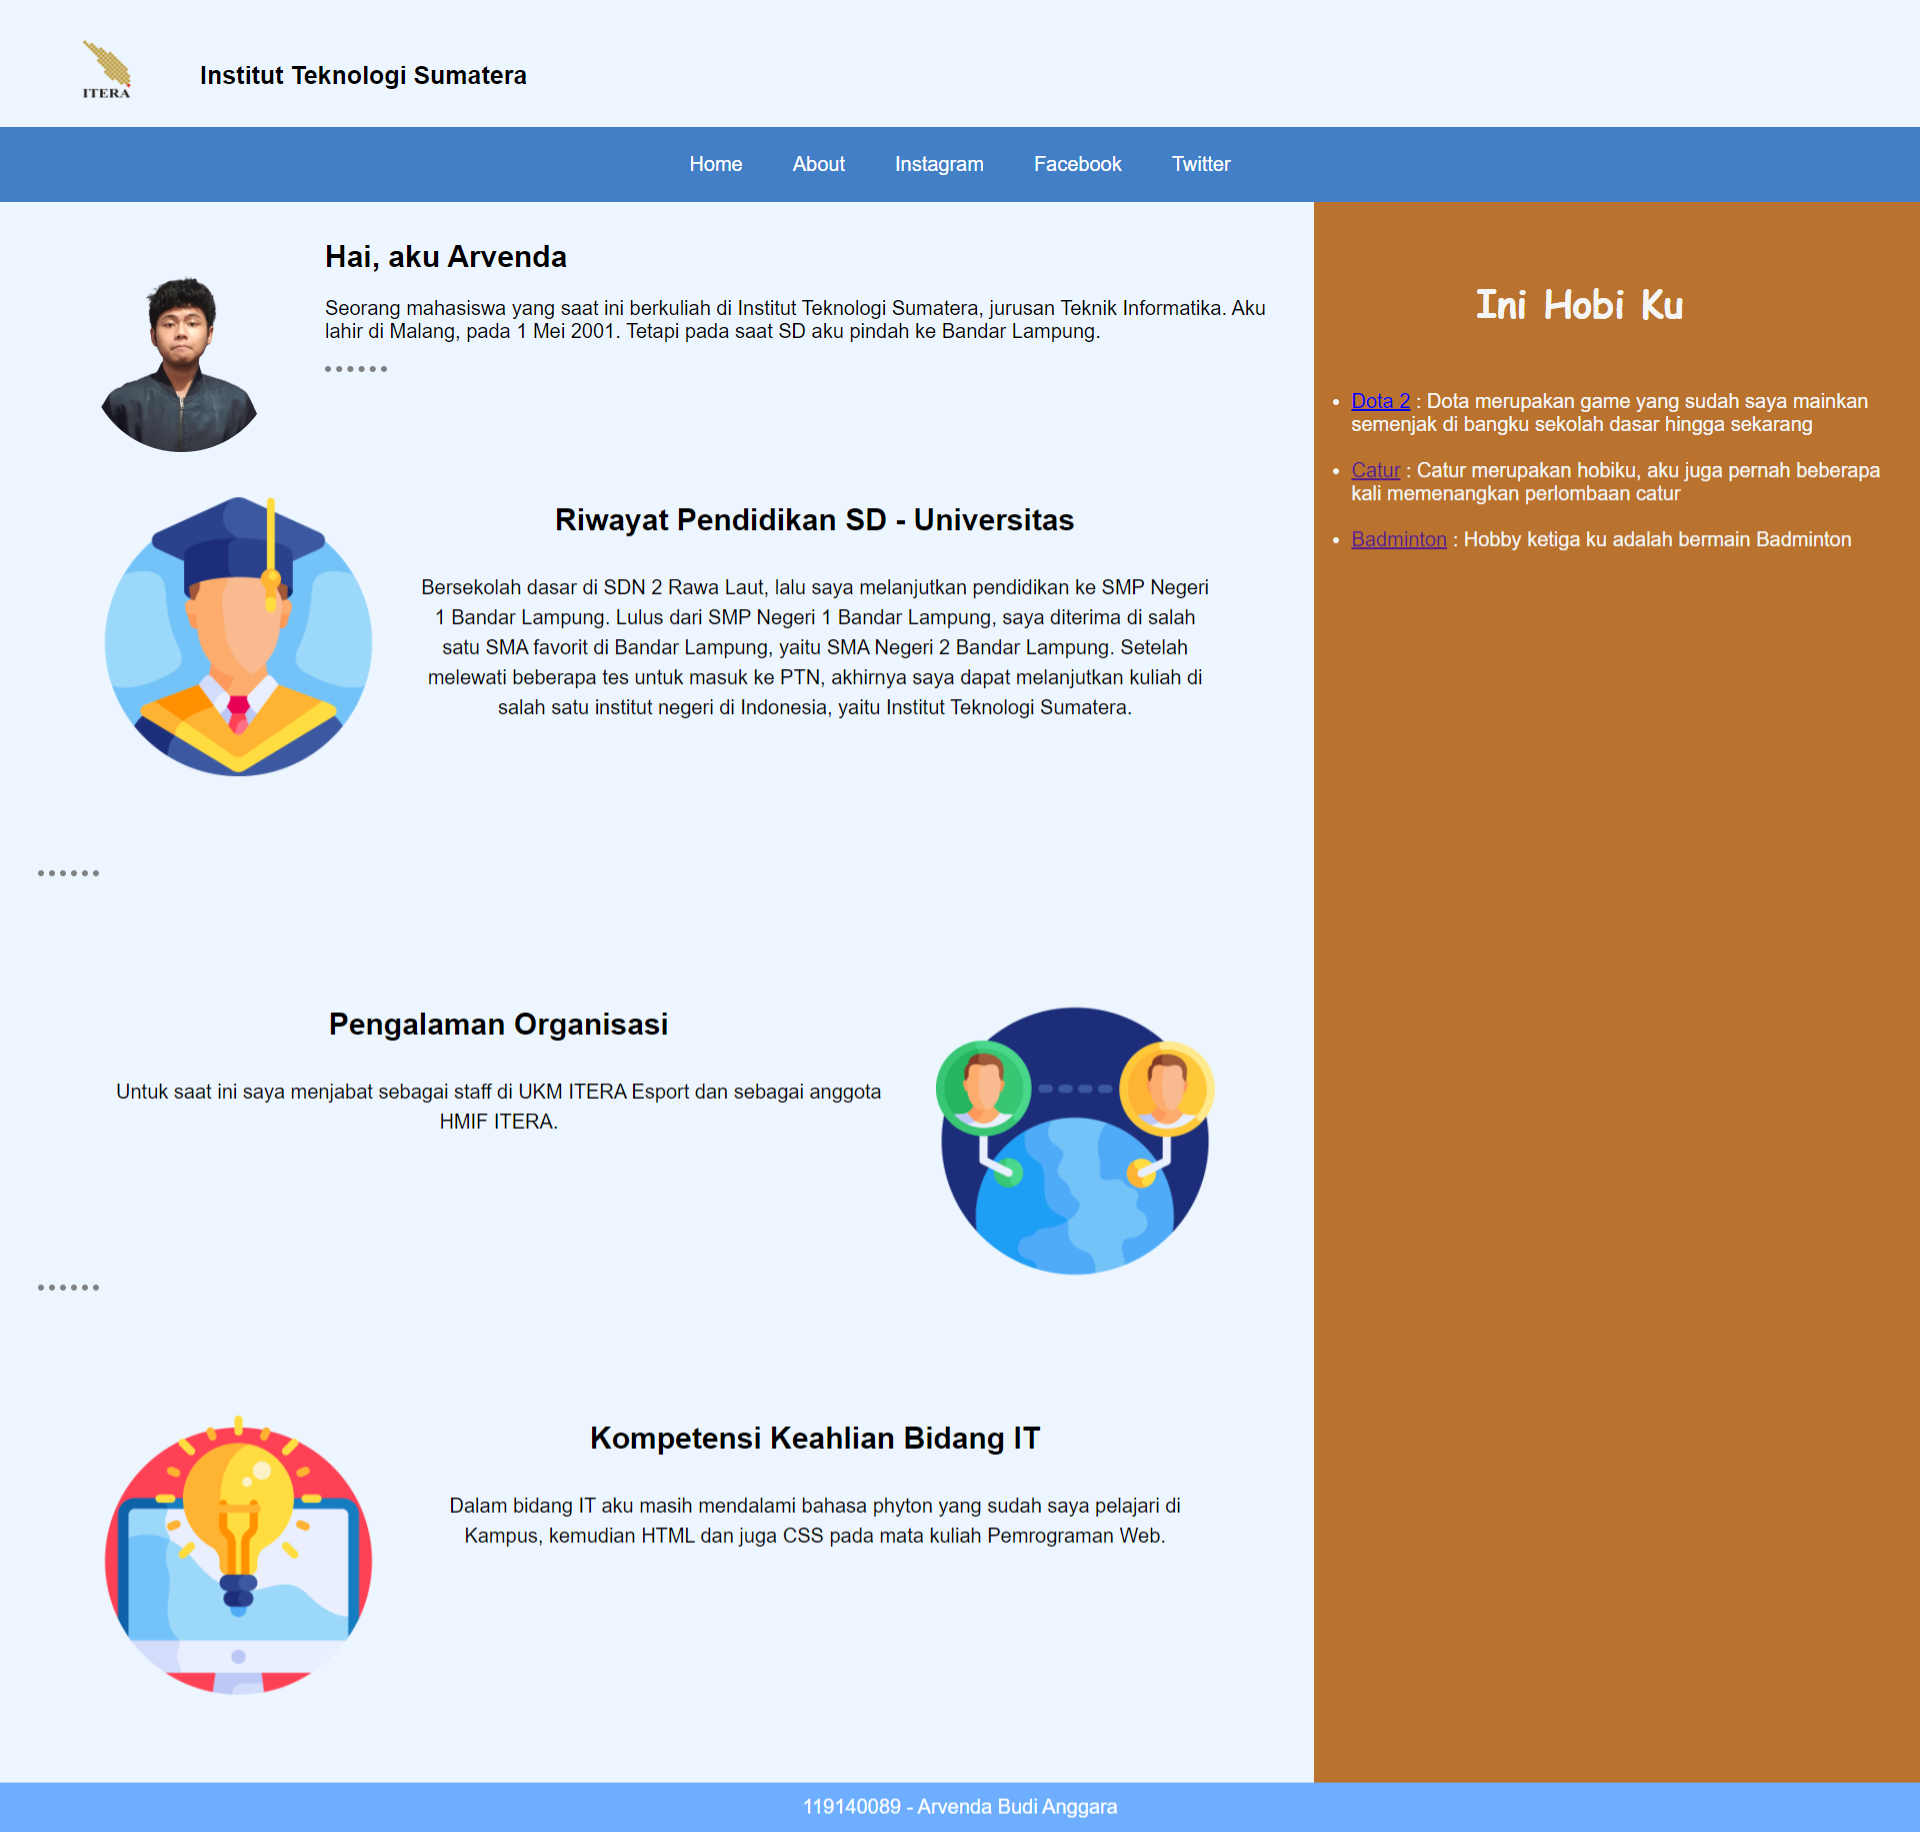 ITERA
Institut Teknologi Sumatera
Home About Instagram Facebook Twitter
Hai, aku Arvenda
Seorang mahasiswa yang saat ini berkuliah di Institut Teknologi Sumatera, jurusan Teknik Informatika. Aku
lahir di Malang, pada 1 Mei 2001. Tetapi pada saat SD aku pindah ke Bandar Lampung.
Riwayat Pendidikan SD - Universitas
Bersekolah dasar di SDN 2 Rawa Laut, lalu saya melanjutkan pendidikan ke SMP Negeri
1 Bandar Lampung. Lulus dari SMP Negeri 1 Bandar Lampung, saya diterima di salah
satu SMA favorit di Bandar Lampung, yaitu SMA Negeri 2 Bandar Lampung. Setelah
melewati beberapa tes untuk masuk ke PTN, akhirnya saya dapat melanjutkan kuliah di
salah satu institut negeri di Indonesia, yaitu Institut Teknologi Sumatera.
Pengalaman Organisasi
Untuk saat ini saya menjabat sebagai staff di UKM ITERA Esport dan sebagai anggota
HMIF ITERA.
Kompetensi Keahlian Bidang IT
Dalam bidang IT aku masih mendalami bahasa phyton yang sudah saya pelajari di
Kampus, kemudian HTML dan juga CSS pada mata kuliah Pemrograman Web.
Ini Hobi Ku
• Dota 2 : Dota merupakan game yang sudah saya mainkan
semenjak di bangku sekolah dasar hingga sekarang
• Catur : Catur merupakan hobiku, aku juga pernah beberapa
kali memenangkan perlombaan catur
• Badminton : Hobby ketiga ku adalah bermain Badminton
119140089 - Arvenda Budi Anggara